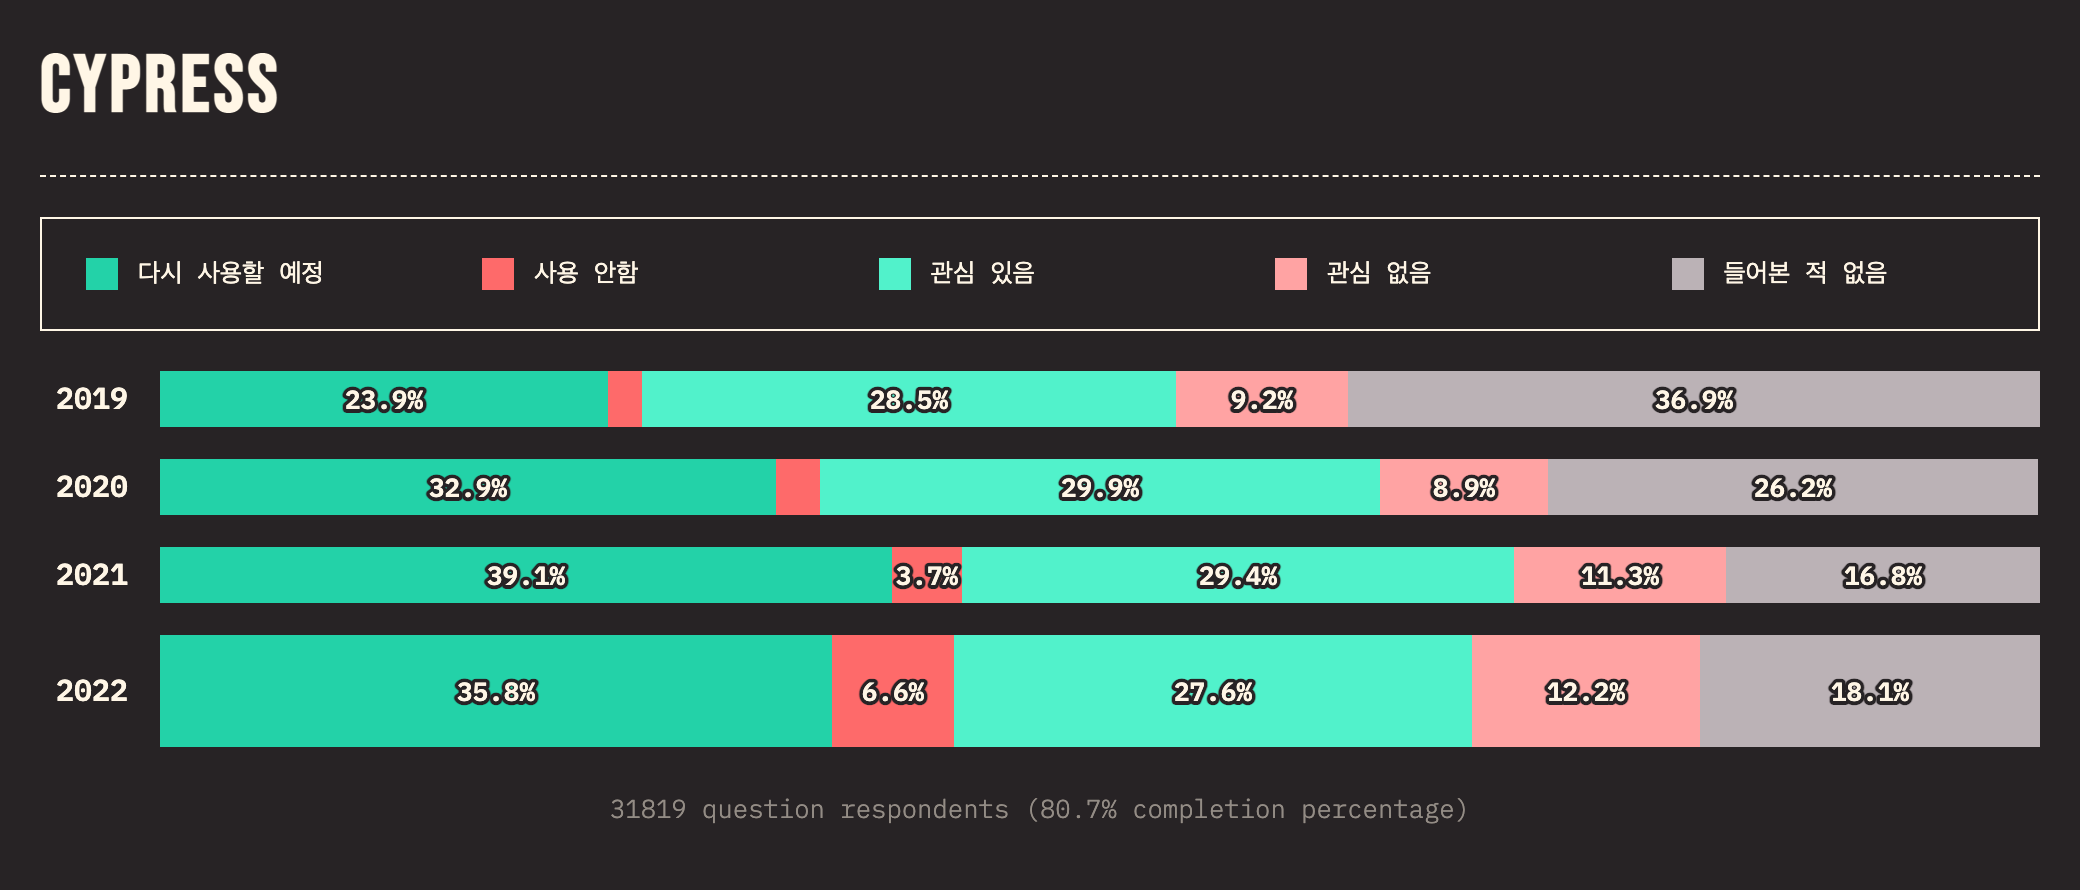 CYPRESS
다시 사용할 예정 사용 안함 관심 있음 관심 없음 들어본 적 없음
2019 23.9% 28.5% 9.2% 36.9%
2020 32.9% 29.9% 8.9% 26.2%
2021 39.1% 3.7% 29.4% 11.3% 16.8%
2022 35.8% 6.6% 27.6% 12.2% 18.1%
31819 question respondents (80.7% completion percentage)